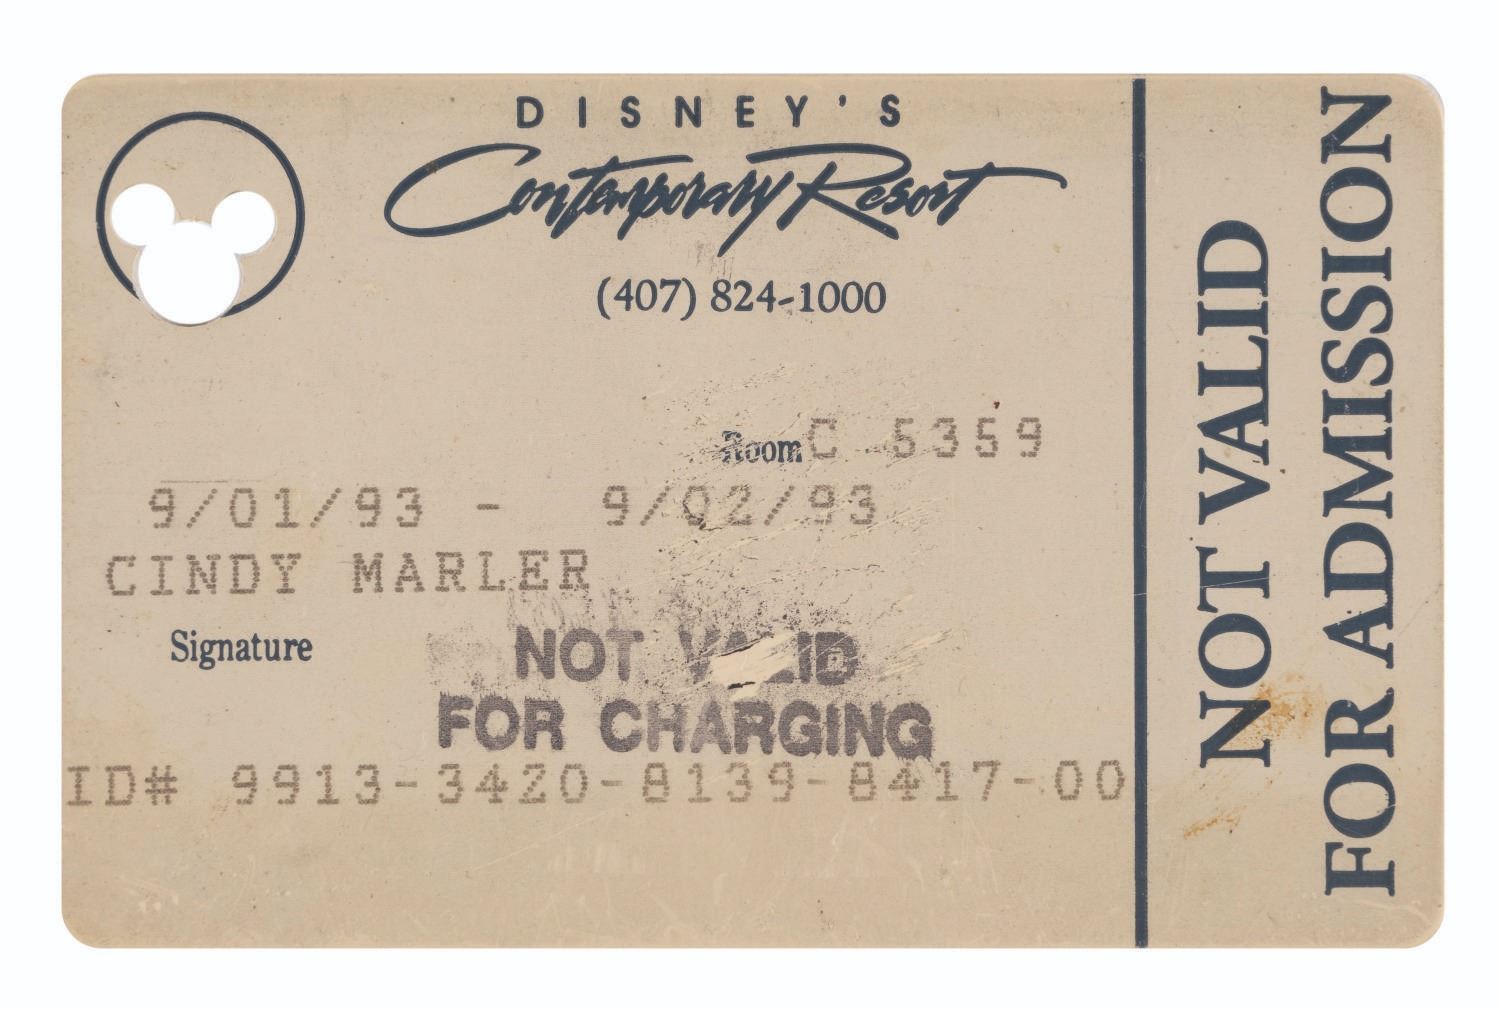 DISNEY'S
Contemporary Resort
(407) 824-1000
Room C 5359
9/01/93 - 9/02/93
CINDY MARLER
Signature
NOT VALID
FOR CHARGING
ID# 9913-3420-8139-8417-00
NOT VALID
FOR ADMISSION